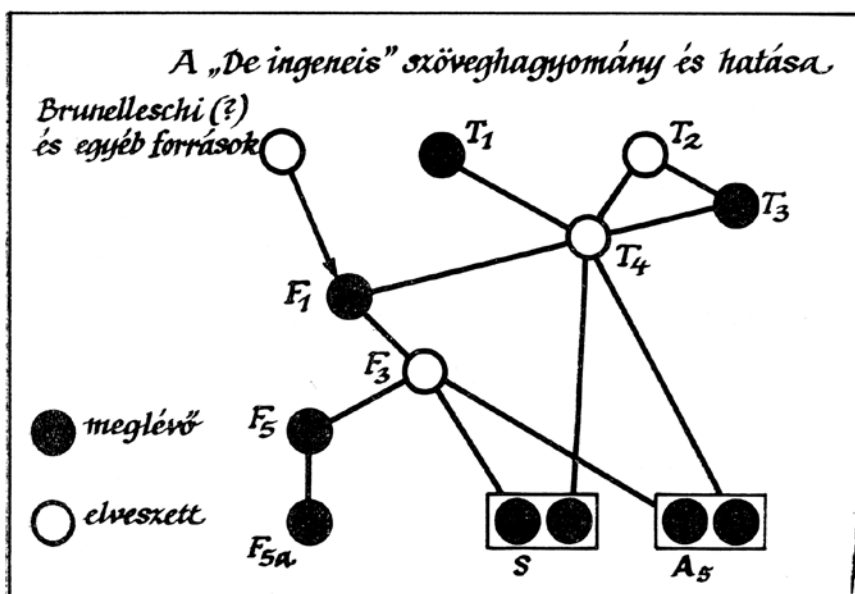 A „De ingeneis” szöveghagyomány és hatása
Brunelleschi (?)
és egyéb források
T₁
T₂
T₃
T₄
F₁
F₃
F₅
meglévő
elveszett
F₅ₐ
S
A₅